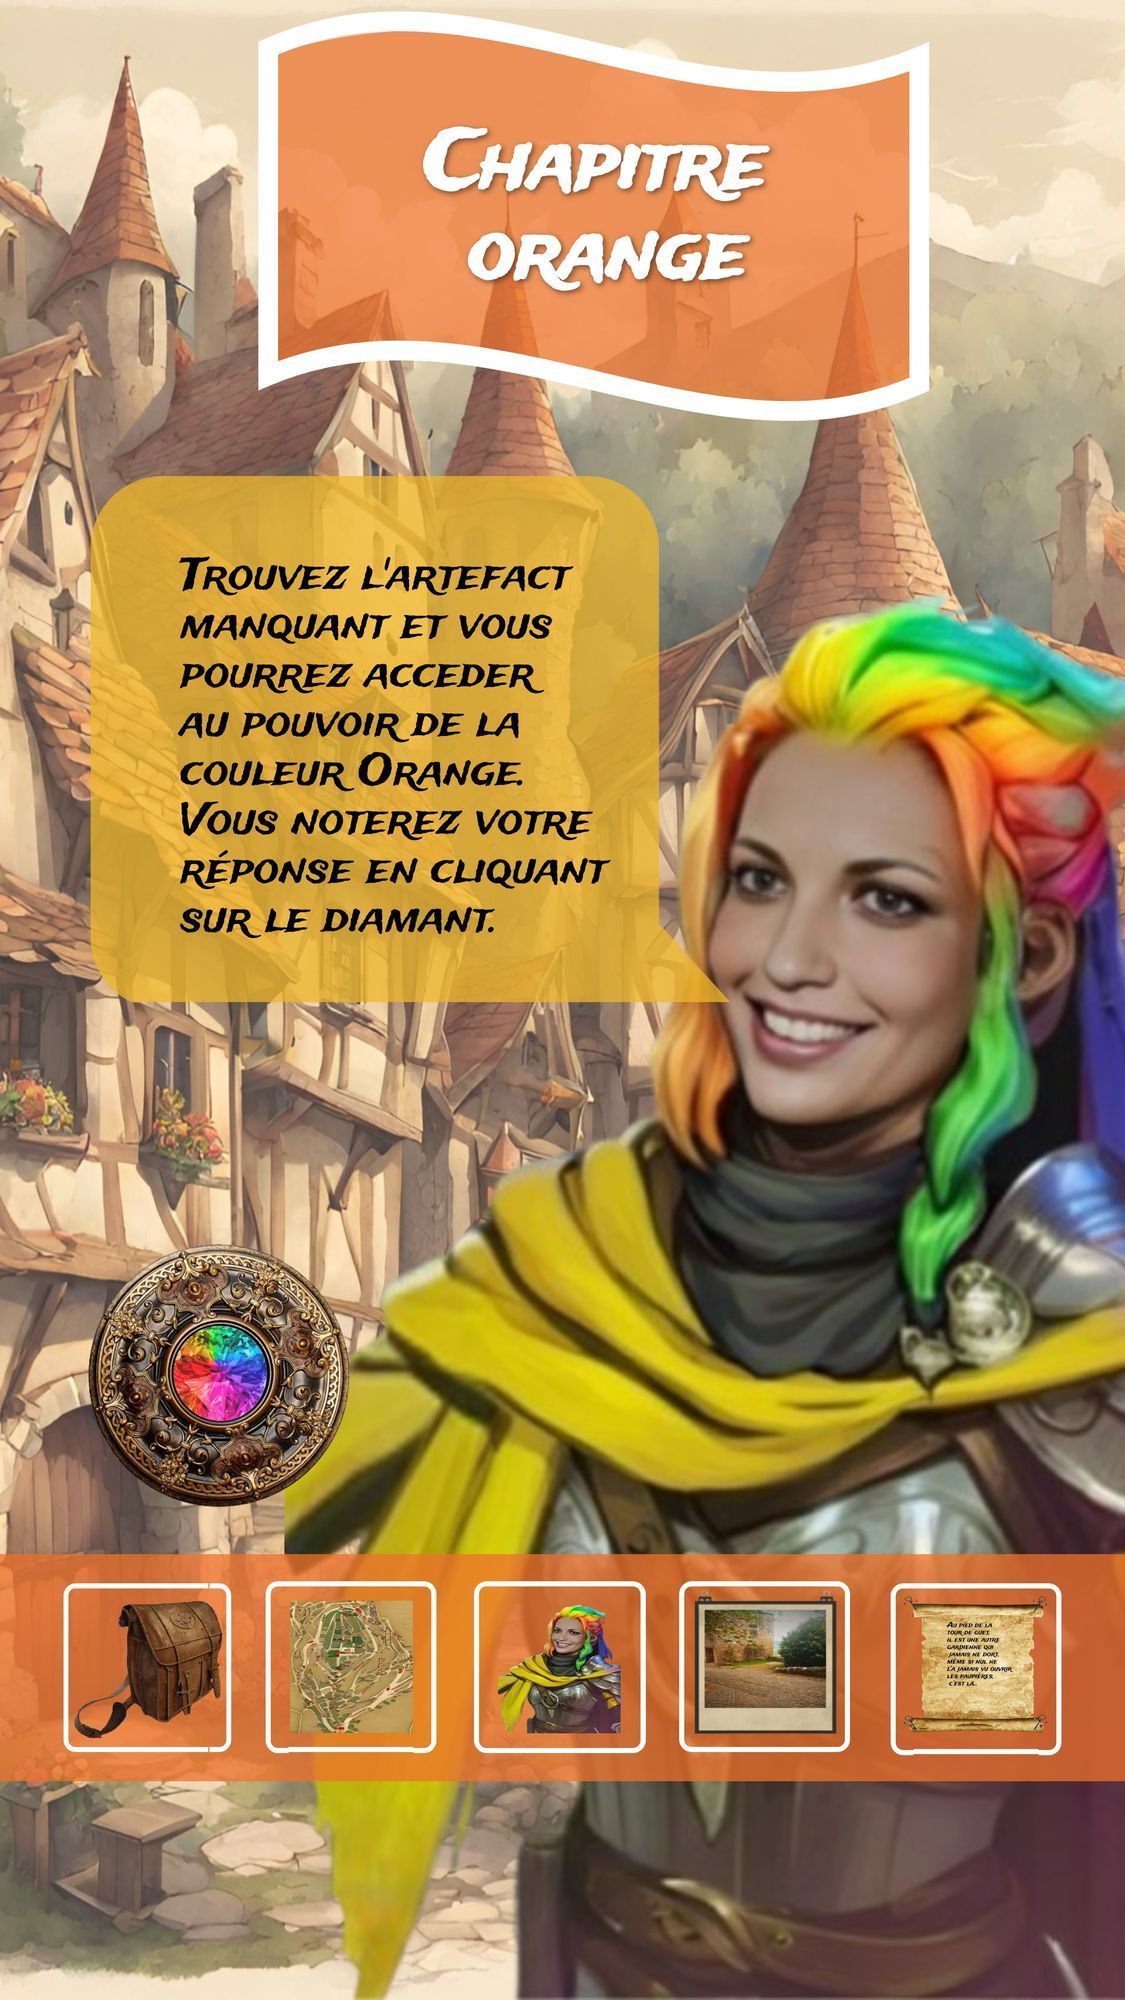 Chapitre
orange
Trouvez l'artefact
manquant et vous
pourrez acceder
au pouvoir de la
couleur Orange.
Vous noterez votre
réponse en cliquant
sur le diamant.
Au pied de la
tour de guet,
il est une autre
gardienne qui
jamais ne dort,
même si nul ne
l'a jamais vu ouvrir
les paupières.
C'est la...